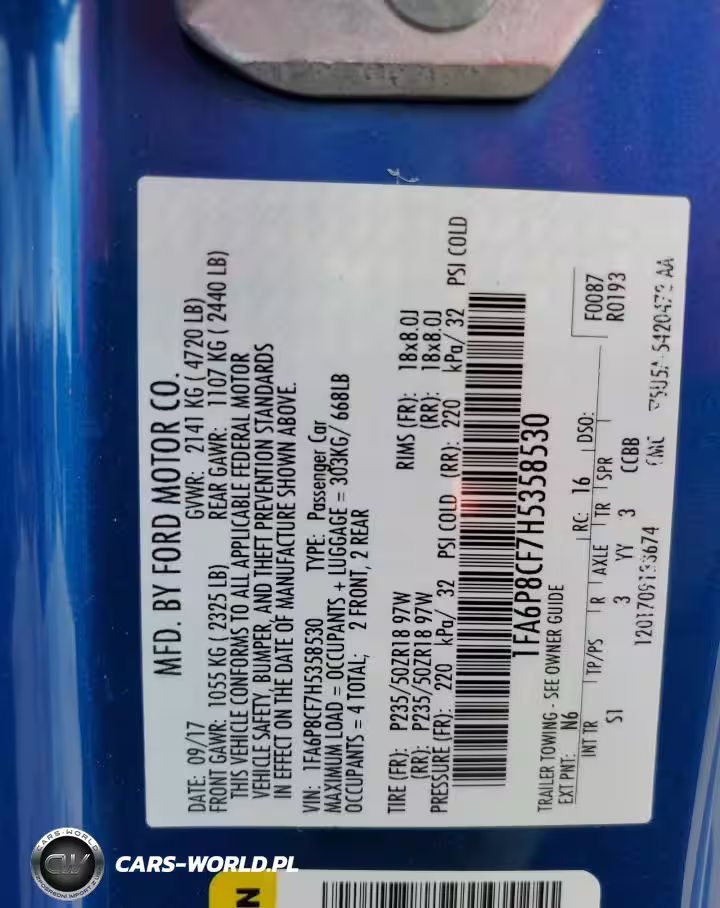 MFD. BY FORD MOTOR CO.
DATE: 09/17 GVWR: 2141 KG ( 4720 LB)
FRONT GAWR: 1055 KG ( 2325 LB) REAR GAWR: 1107 KG ( 2440 LB)
THIS VEHICLE CONFORMS TO ALL APPLICABLE FEDERAL MOTOR
VEHICLE SAFETY, BUMPER, AND THEFT PREVENTION STANDARDS
IN EFFECT ON THE DATE OF MANUFACTURE SHOWN ABOVE.
VIN: 1FA6P8CF7H5358530 TYPE: Passenger Car
MAXIMUM LOAD = OCCUPANTS + LUGGAGE = 303KG/ 668LB
OCCUPANTS = 4 TOTAL; 2 FRONT, 2 REAR
TIRE (FR): P235/50ZR18 97W RIMS (FR): 18x8.0J
(RR): P235/50ZR18 97W (RR): 18x8.0J
PRESSURE (FR): 220 kPa/ 32 PSI COLD (RR): 220 kPa/ 32 PSI COLD
1FA6P8CF7H5358530
TRAILER TOWING - SEE OWNER GUIDE
EXT PNT: N6 RC: 16 DSO: F0087
R0193
INT TR TP/PS R AXLE TR SPR
S1 3 YY 3 CCBB
N
CARS-WORLD
CW
CARS-WORLD.PL